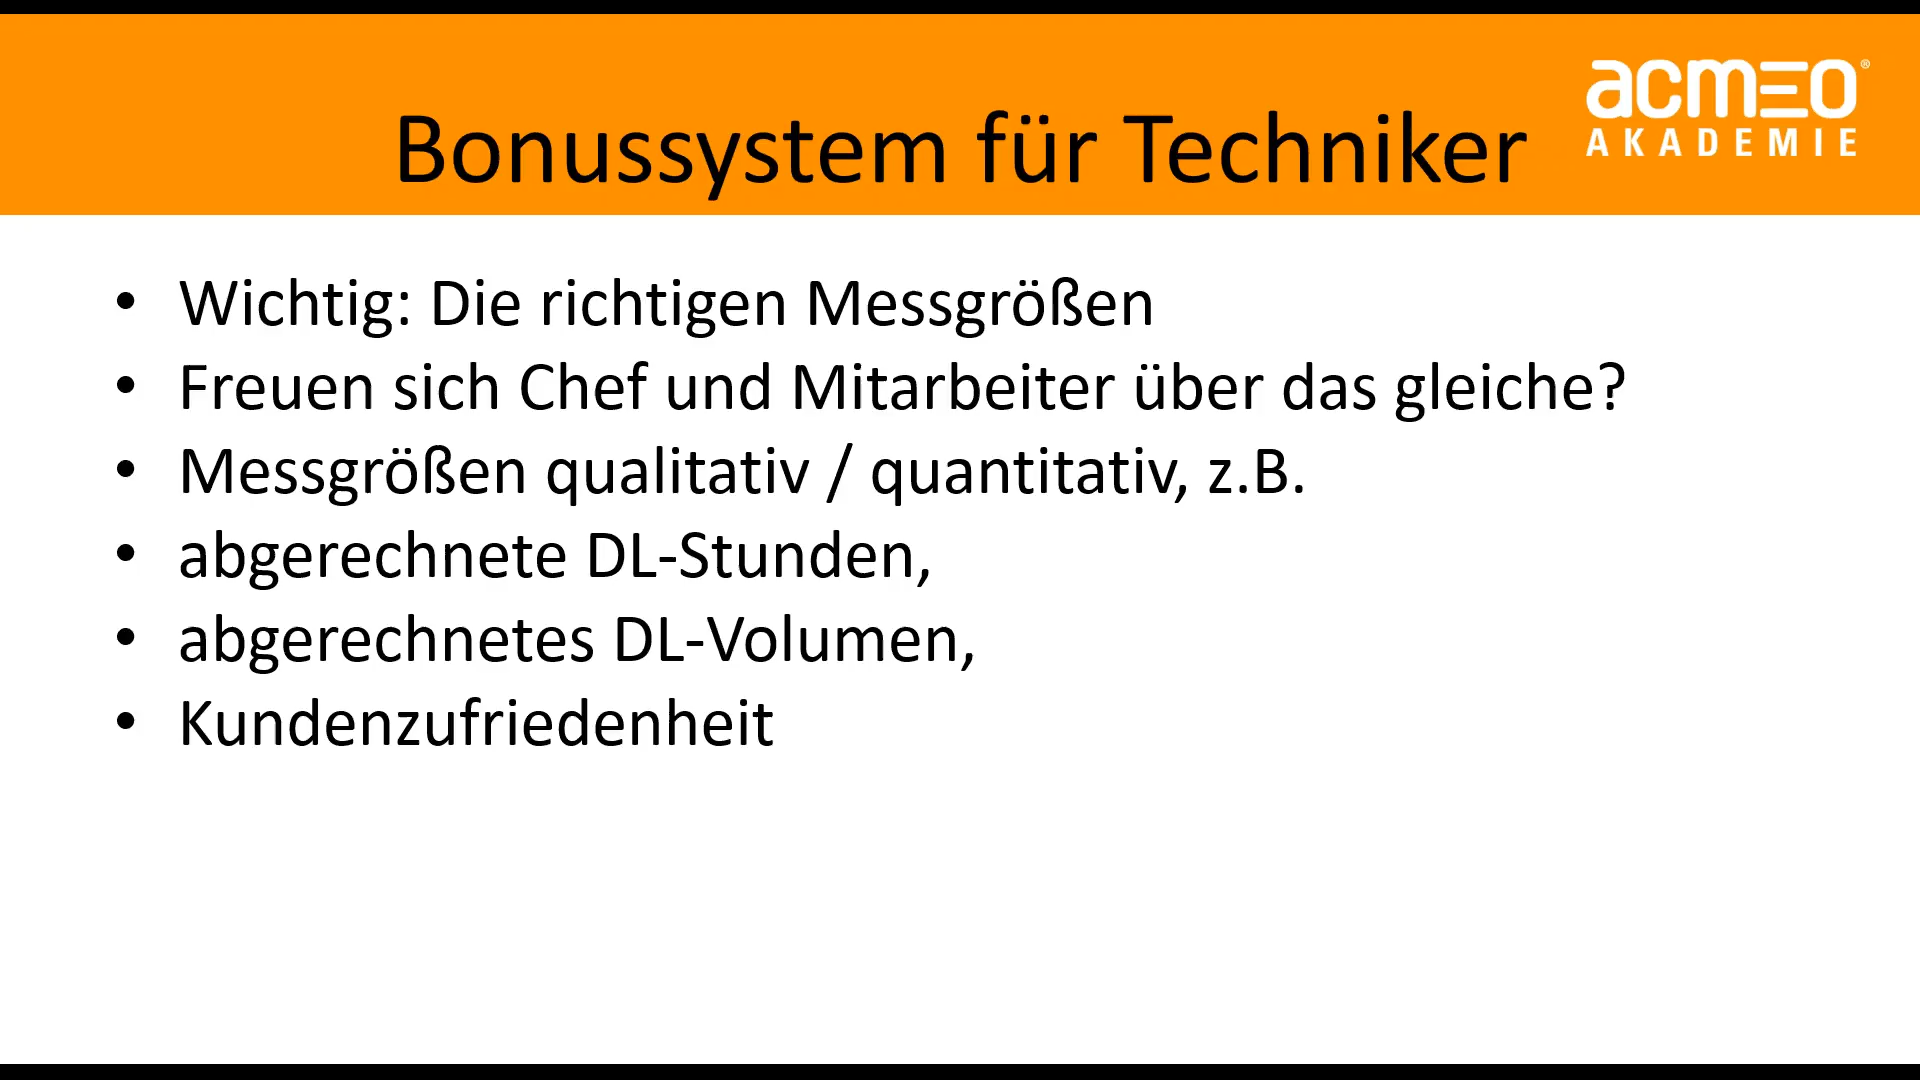 acmeo®
AKADEMIE
Bonussystem für Techniker
• Wichtig: Die richtigen Messgrößen
• Freuen sich Chef und Mitarbeiter über das gleiche?
• Messgrößen qualitativ / quantitativ, z.B.
• abgerechnete DL-Stunden,
• abgerechnetes DL-Volumen,
• Kundenzufriedenheit